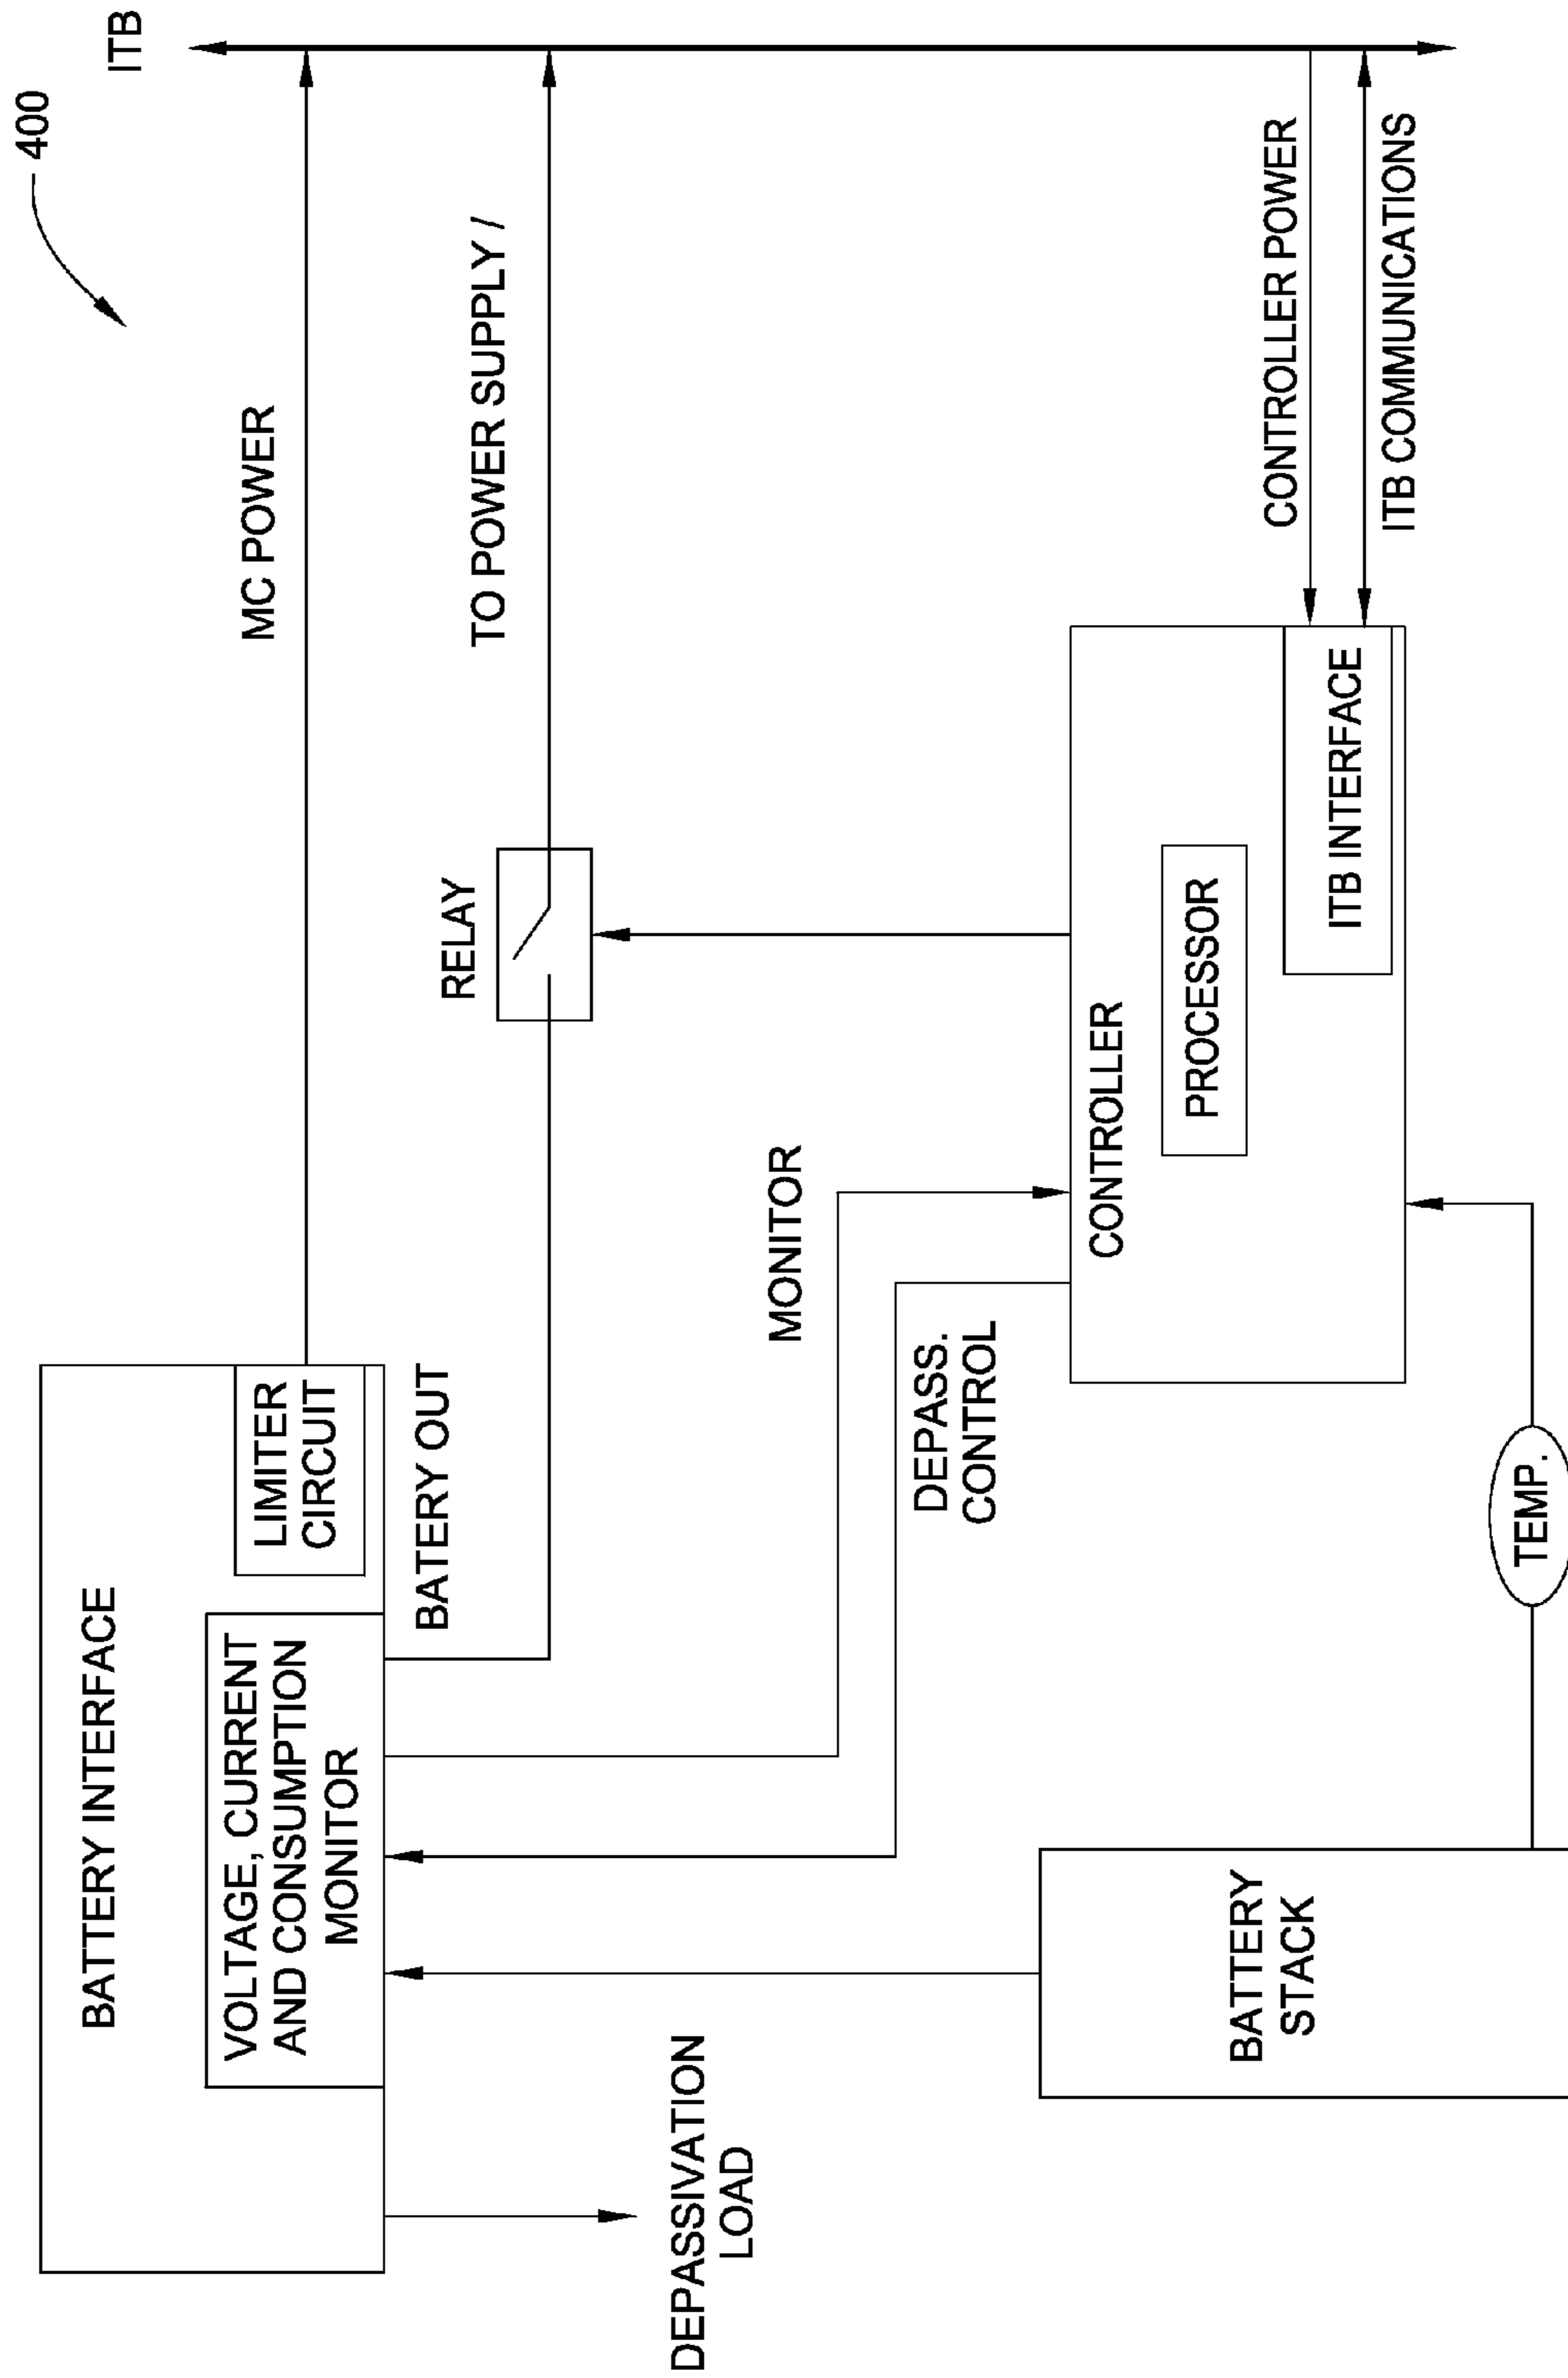 400
ITB
BATTERY INTERFACE
VOLTAGE, CURRENT
AND CONSUMPTION
MONITOR
LIMITER
CIRCUIT
MC POWER
BATERY OUT
RELAY
TO POWER SUPPLY /
DEPASSIVATION
LOAD
MONITOR
DEPASS.
CONTROL
CONTROLLER
PROCESSOR
ITB INTERFACE
CONTROLLER POWER
ITB COMMUNICATIONS
BATTERY
STACK
TEMP.